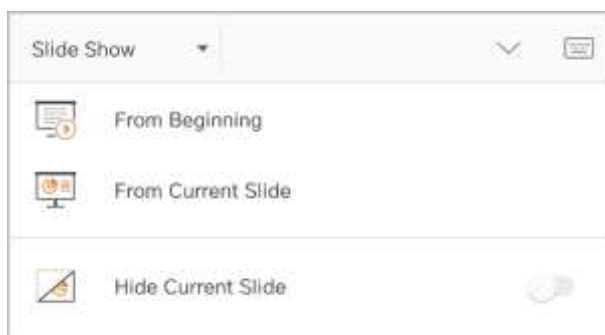 Slide Show
From Beginning
From Current Slide
Hide Current Slide